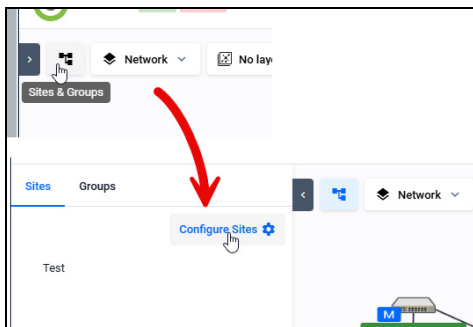 Network
No lay
Sites & Groups
Sites
Groups
Network
Configure Sites
Test
M